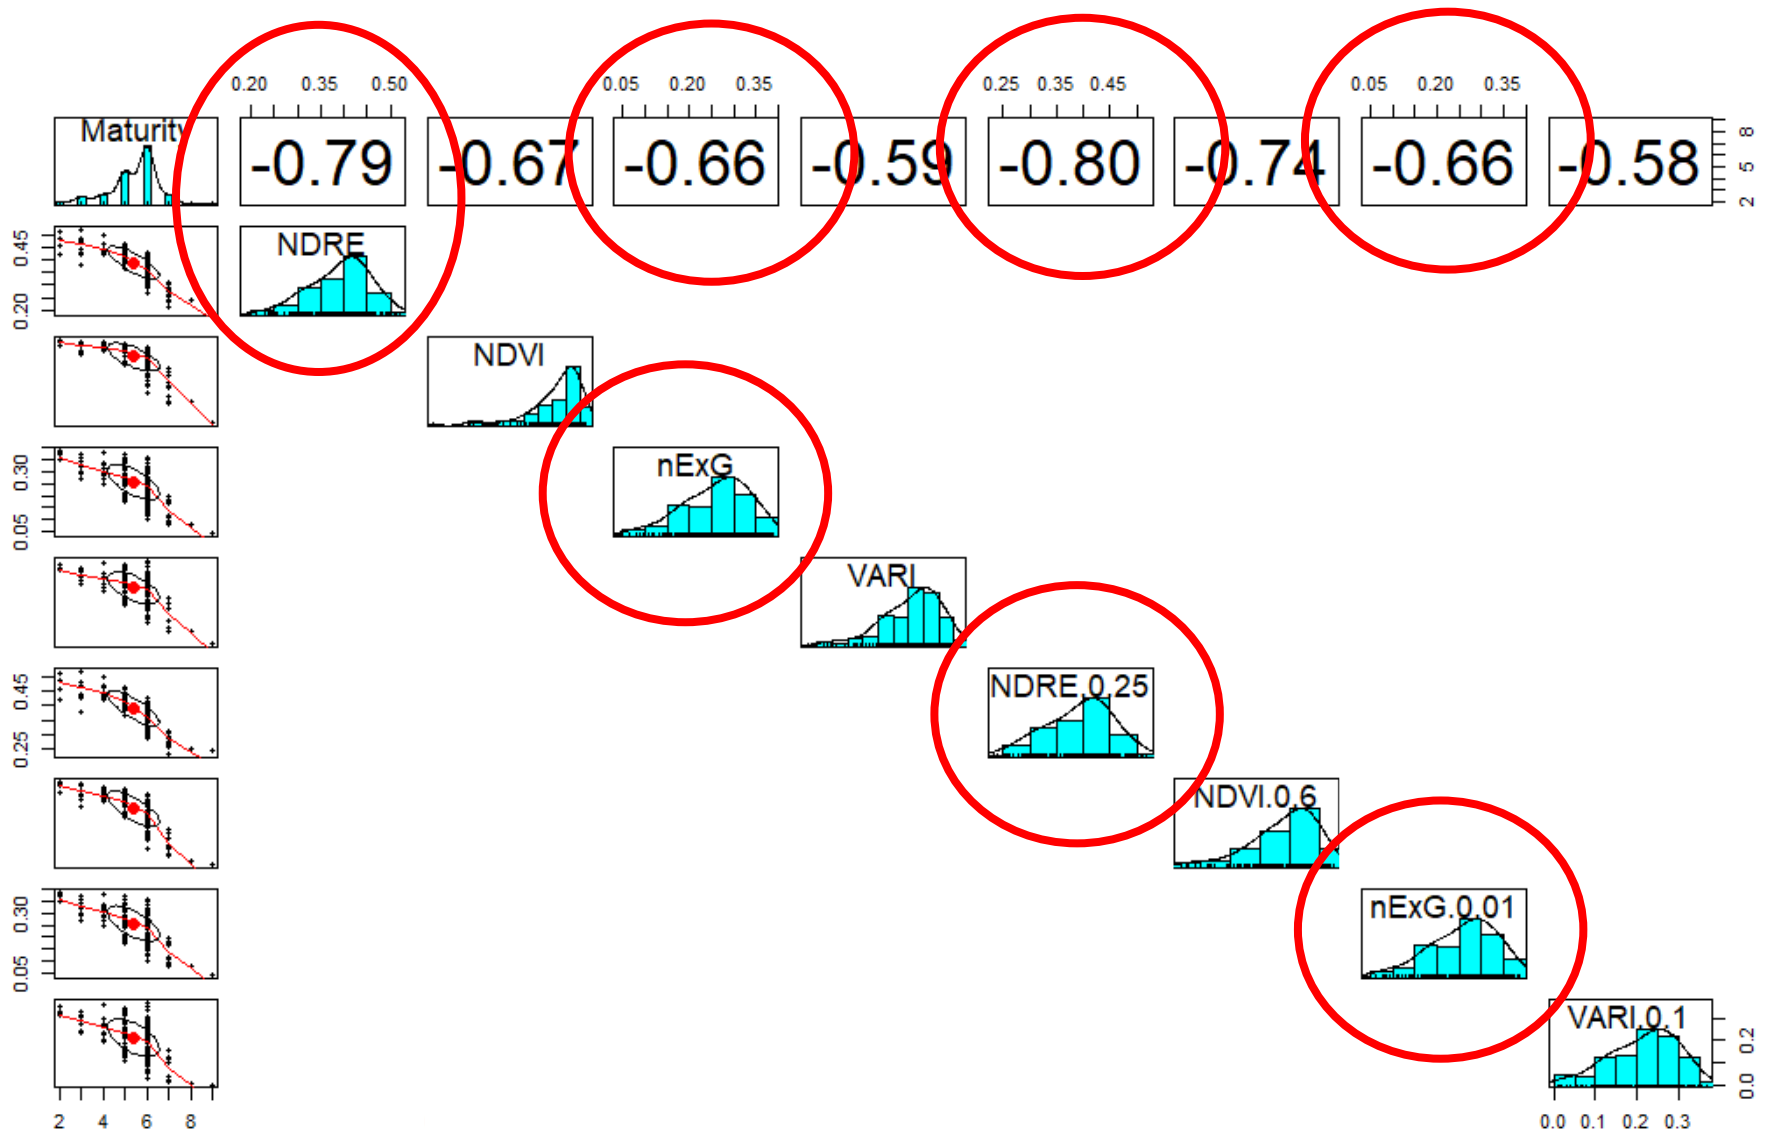 0.20 0.35 0.50 0.05 0.20 0.35 0.25 0.35 0.45 0.05 0.20 0.35
Maturity -0.79 -0.67 -0.66 -0.59 -0.80 -0.74 -0.66 -0.58 2 5 8
0.20 0.45 NDRE
NDVI
0.05 0.30 nExG
VARI
0.25 0.45 NDRE.0.25
NDVI.0.6
0.05 0.30 nExG.0.01
VARI.0.1 0.0 0.2
2 4 6 8 0.0 0.1 0.2 0.3